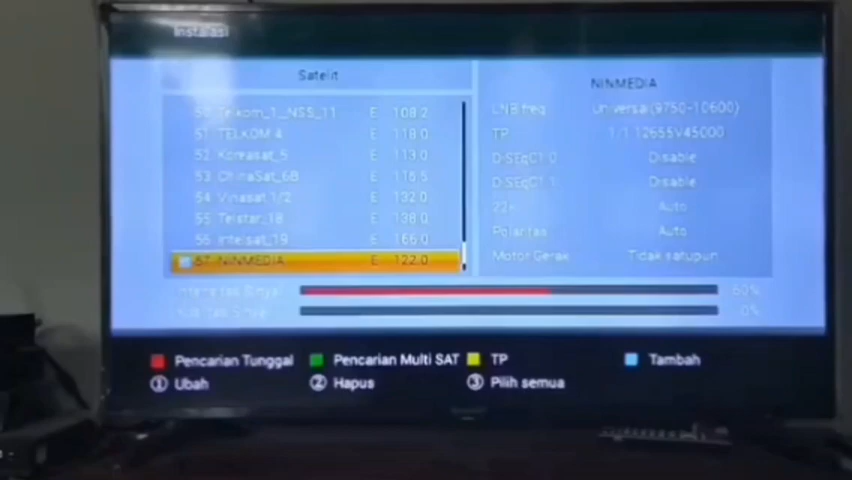 Instalasi
Satelit
50 Telkom_1_NSS_11 E 108.2
51 TELKOM 4 E 118.0
52 Koreasat_5 E 113.0
53 ChinaSat_6B E 115.5
54 Vinasat 1/2 E 132.0
55 Telstar_18 E 138.0
56 Intelsat_19 E 166.0
57 NINMEDIA E 122.0
NINMEDIA
LNB freq universal(9750-10600)
TP 1/1 12655V45000
D-SEqC1.0 Disable
D-SEqC1.1 Disable
22K Auto
Polaritas Auto
Motor Gerak Tidak satupun
Intensitas Sinyal 60%
Kualitas Sinyal 0%
Pencarian Tunggal Pencarian Multi SAT TP Tambah
① Ubah ② Hapus ③ Pilih semua